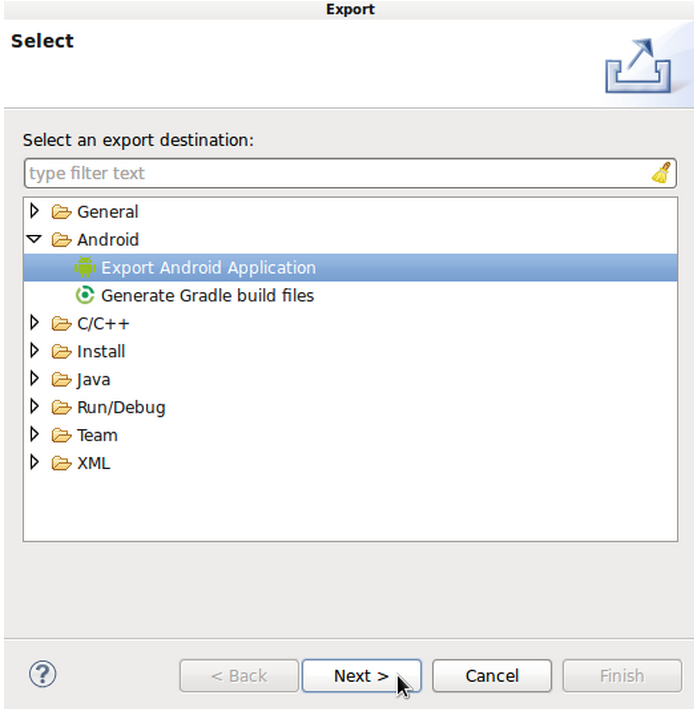 Export
Select
Select an export destination:
type filter text
General
Android
Export Android Application
Generate Gradle build files
C/C++
Install
Java
Run/Debug
Team
XML
?
< Back Next > Cancel Finish